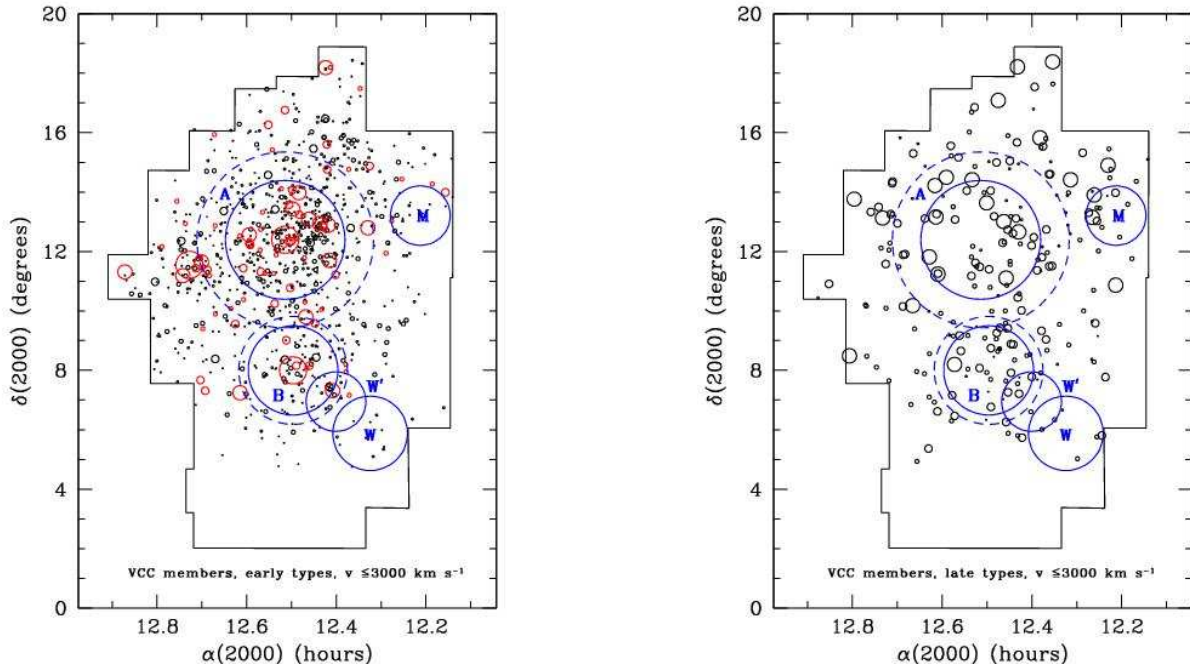 20
16
12
8
4
0
δ(2000) (degrees)
A
M
B
W'
W
VCC members, early types, v ≤3000 km s⁻¹
12.8
12.6
12.4
12.2
α(2000) (hours)
20
16
12
8
4
0
δ(2000) (degrees)
A
M
B
W'
W
VCC members, late types, v ≤3000 km s⁻¹
12.8
12.6
12.4
12.2
α(2000) (hours)